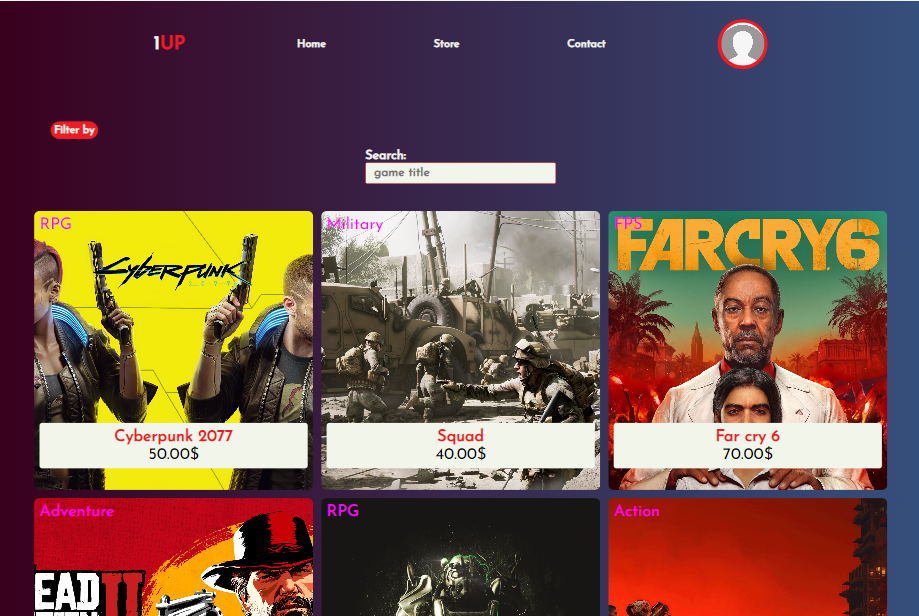 1UP
Home
Store
Contact
Filter by
Search:
game title
RPG
Military
FPS
Cyberpunk
FARCRY6
Cyberpunk 2077
50.00$
Squad
40.00$
Far cry 6
70.00$
Adventure
RPG
Action
EAD
II